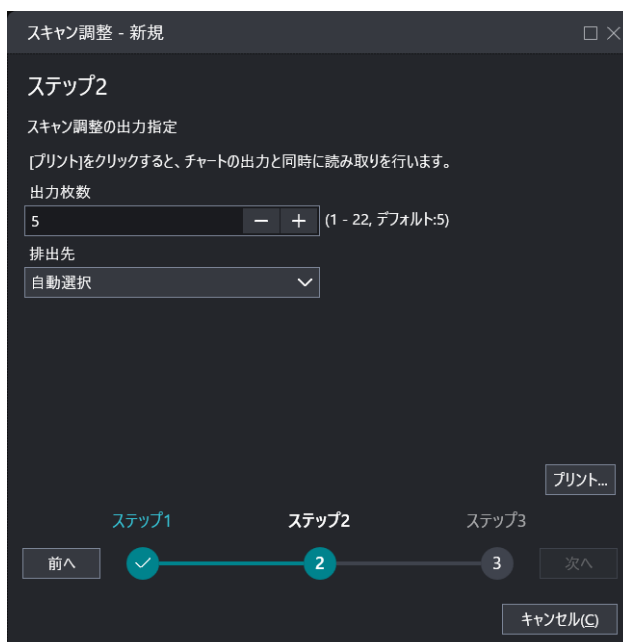 スキャン調整 - 新規
ステップ2
スキャン調整の出力指定
[プリント]をクリックすると、チャートの出力と同時に読み取りを行います。
出力枚数
5 − + (1 - 22, デフォルト:5)
排出先
自動選択
プリント...
ステップ1 ステップ2 ステップ3
前へ 2 3 次へ
キャンセル(C)